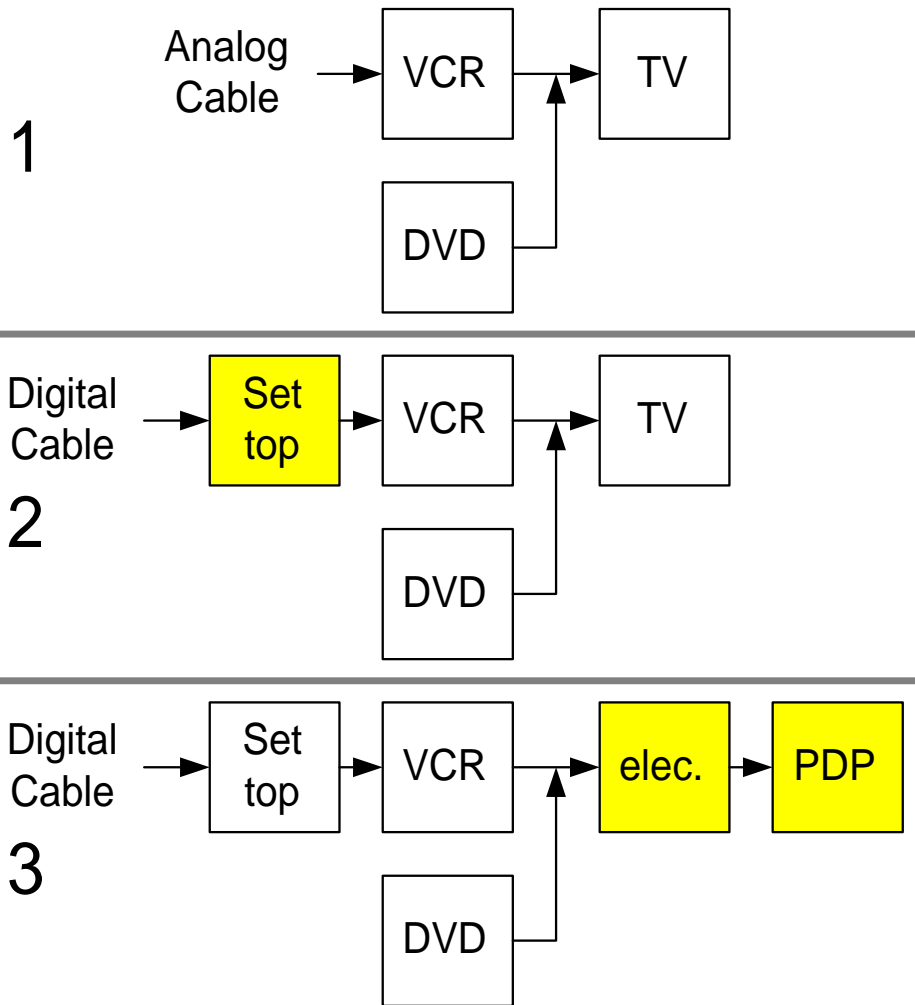 Analog
Cable
VCR
TV
1
DVD
Digital
Cable
Set
top
VCR
TV
2
DVD
Digital
Cable
Set
top
VCR
elec.
PDP
3
DVD